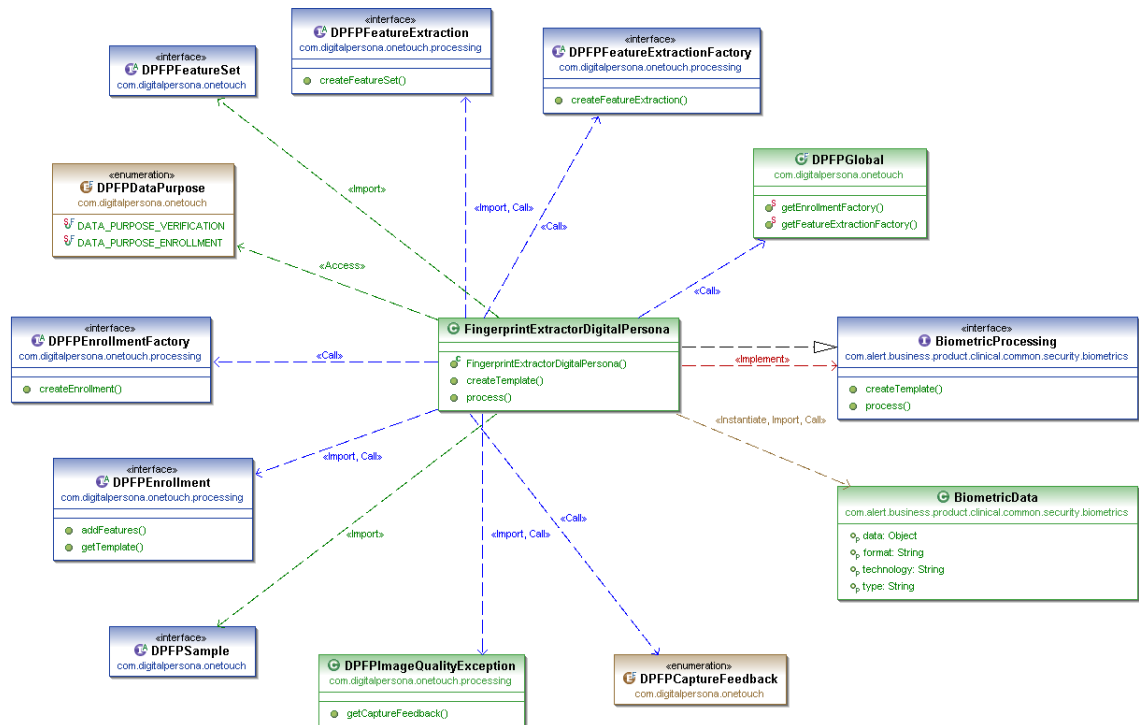 «interface»
DPFPFeatureExtraction
com.digitalpersona.onetouch.processing
createFeatureSet()
«interface»
DPFPFeatureExtractionFactory
com.digitalpersona.onetouch.processing
createFeatureExtraction()
«interface»
DPFPFeatureSet
com.digitalpersona.onetouch
«enumeration»
DPFPDataPurpose
com.digitalpersona.onetouch
DATA_PURPOSE_VERIFICATION
DATA_PURPOSE_ENROLLMENT
DPFPGlobal
com.digitalpersona.onetouch
getEnrollmentFactory()
getFeatureExtractionFactory()
«Import»
«Import, Call»
«Call»
«Access»
«Call»
«interface»
DPFPEnrollmentFactory
com.digitalpersona.onetouch.processing
createEnrollment()
«Call»
FingerprintExtractorDigitalPersona
FingerprintExtractorDigitalPersona()
createTemplate()
process()
«Implement»
«interface»
BiometricProcessing
com.alert.business.product.clinical.common.security.biometrics
createTemplate()
process()
«Instantiate, Import, Call»
«interface»
DPFPEnrollment
com.digitalpersona.onetouch.processing
addFeatures()
getTemplate()
«Import, Call»
«Import»
«Import, Call»
«Call»
BiometricData
com.alert.business.product.clinical.common.security.biometrics
data: Object
format: String
technology: String
type: String
«interface»
DPFPSample
com.digitalpersona.onetouch
DPFPImageQualityException
com.digitalpersona.onetouch.processing
getCaptureFeedback()
«enumeration»
DPFPCaptureFeedback
com.digitalpersona.onetouch